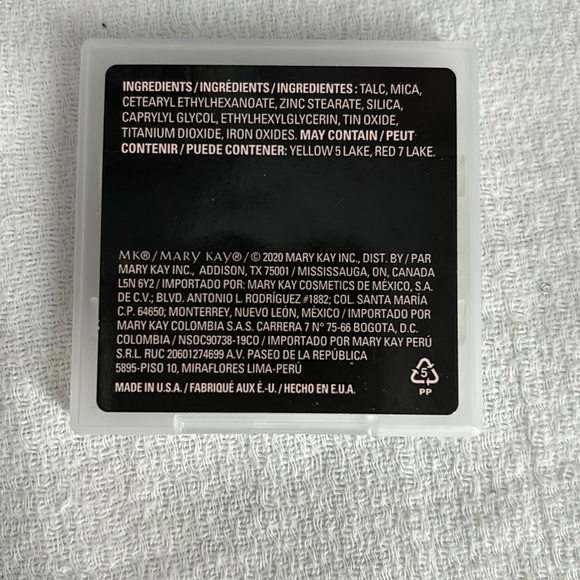 INGREDIENTS / INGRÉDIENTS / INGREDIENTES : TALC, MICA,
CETEARYL ETHYLHEXANOATE, ZINC STEARATE, SILICA,
CAPRYLYL GLYCOL, ETHYLHEXYLGLYCERIN, TIN OXIDE,
TITANIUM DIOXIDE, IRON OXIDES. MAY CONTAIN / PEUT
CONTENIR / PUEDE CONTENER: YELLOW 5 LAKE, RED 7 LAKE.
MK® / MARY KAY® / © 2020 MARY KAY INC., DIST. BY / PAR
MARY KAY INC., ADDISON, TX 75001 / MISSISSAUGA, ON, CANADA
L5N 6Y2 / IMPORTADO POR: MARY KAY COSMETICS DE MÉXICO, S.A.
DE C.V.; BLVD. ANTONIO L. RODRÍGUEZ #1882; COL. SANTA MARÍA
C.P. 64650; MONTERREY, NUEVO LEÓN, MÉXICO / IMPORTADO POR
MARY KAY COLOMBIA S.A.S. CARRERA 7 N° 75-66 BOGOTA, D.C.
COLOMBIA / NSOC90738-19CO / IMPORTADO POR MARY KAY PERÚ
S.R.L. RUC 20601274699 A.V. PASEO DE LA REPÚBLICA
5895-PISO 10, MIRAFLORES LIMA-PERÚ
MADE IN U.S.A. / FABRIQUÉ AUX É.-U. / HECHO EN E.U.A.
5
PP